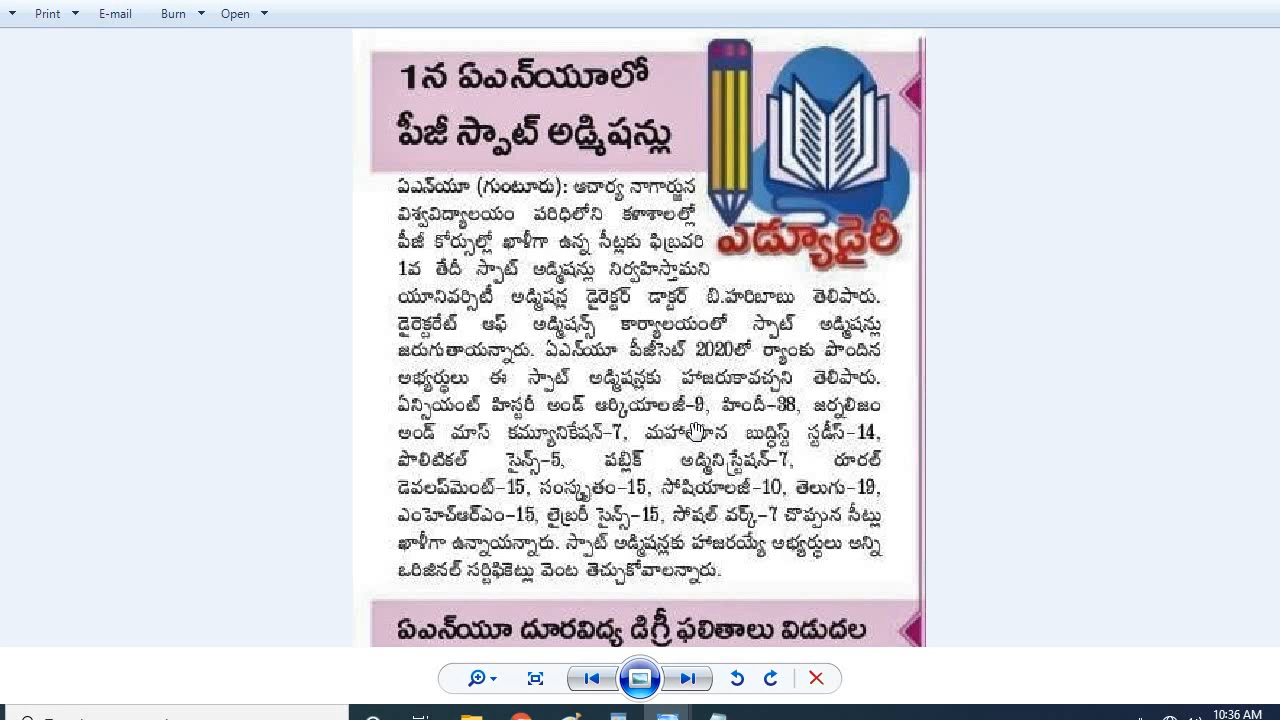 Print
E-mail
Burn
Open
1న ఏఎన్‌యూలో
పీజీ స్పాట్ అడ్మిషన్లు
ఎడ్యూడైరీ
ఏఎన్‌యూ (గుంటూరు): ఆచార్య నాగార్జున
విశ్వవిద్యాలయం పరిధిలోని కళాశాలల్లో
పీజీ కోర్సుల్లో ఖాళీగా ఉన్న సీట్లకు ఫిబ్రవరి
1వ తేదీ స్పాట్ అడ్మిషన్లు నిర్వహిస్తామని
యూనివర్సిటీ అడ్మిషన్ల డైరెక్టర్ డాక్టర్ బి.హరిబాబు తెలిపారు.
డైరెక్టరేట్ ఆఫ్ అడ్మిషన్స్ కార్యాలయంలో స్పాట్ అడ్మిషన్లు
జరుగుతాయన్నారు. ఏఎన్‌యూ పీజీసెట్ 2020లో ర్యాంకు పొందిన
అభ్యర్థులు ఈ స్పాట్ అడ్మిషన్లకు హాజరుకావచ్చని తెలిపారు.
ఏన్సియంట్ హిస్టరీ అండ్ ఆర్కియాలజీ-9, హిందీ-38, జర్నలిజం
అండ్ మాస్ కమ్యూనికేషన్-7, బుద్ధిస్ట్ స్టడీస్-14,
పొలిటికల్ సైన్స్-5, పబ్లిక్ అడ్మినిస్ట్రేషన్-7, రూరల్
డెవలప్‌మెంట్-15, సంస్కృతం-15, సోషియాలజీ-10, తెలుగు-19,
ఎంహెచ్ఆర్ఎం-15, లైబ్రరీ సైన్స్-15, సోషల్ వర్క్-7 చొప్పున సీట్లు
ఖాళీగా ఉన్నాయన్నారు. స్పాట్ అడ్మిషన్లకు హాజరయ్యే అభ్యర్థులు అన్ని
ఒరిజినల్ సర్టిఫికెట్లు వెంట తెచ్చుకోవాలన్నారు.
ఏఎన్‌యూ దూరవిద్య డిగ్రీ ఫలితాలు విడుదల
10:36 AM